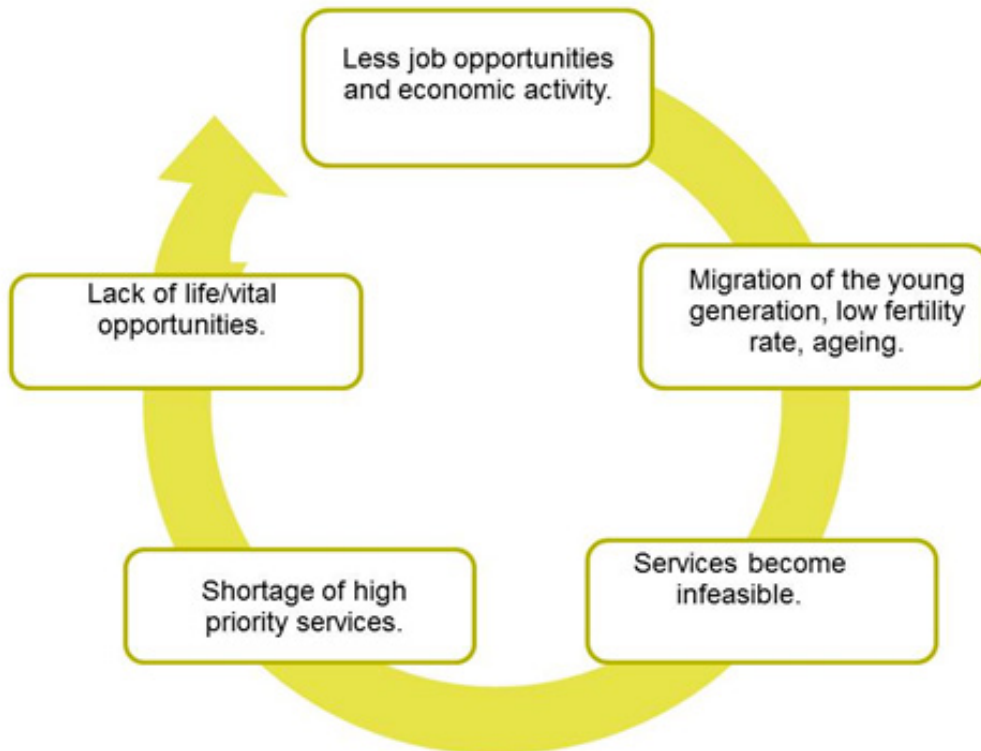 Less job opportunities
and economic activity.
Migration of the young
generation, low fertility
rate, ageing.
Services become
infeasible.
Shortage of high
priority services.
Lack of life/vital
opportunities.